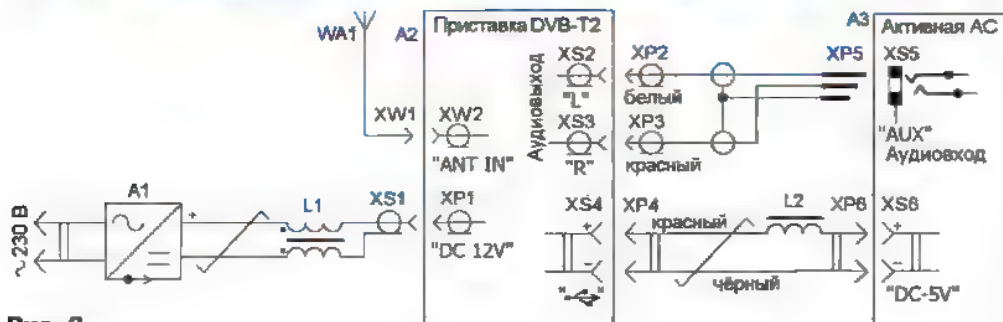 WA1
A2
Приставка DVB-T2
A3
Активная АС
XS2
XP2
XP5
XS5
"L"
белый
Аудиовыход
XW1
XW2
"ANT IN"
XS3
XP3
"R"
красный
"AUX"
Аудиовход
~230 В
A1
+
L1
XS1
XP1
"DC 12V"
XS4
XP4
красный
L2
XP6
XS6
+
–
+
–
чёрный
"DC-5V"